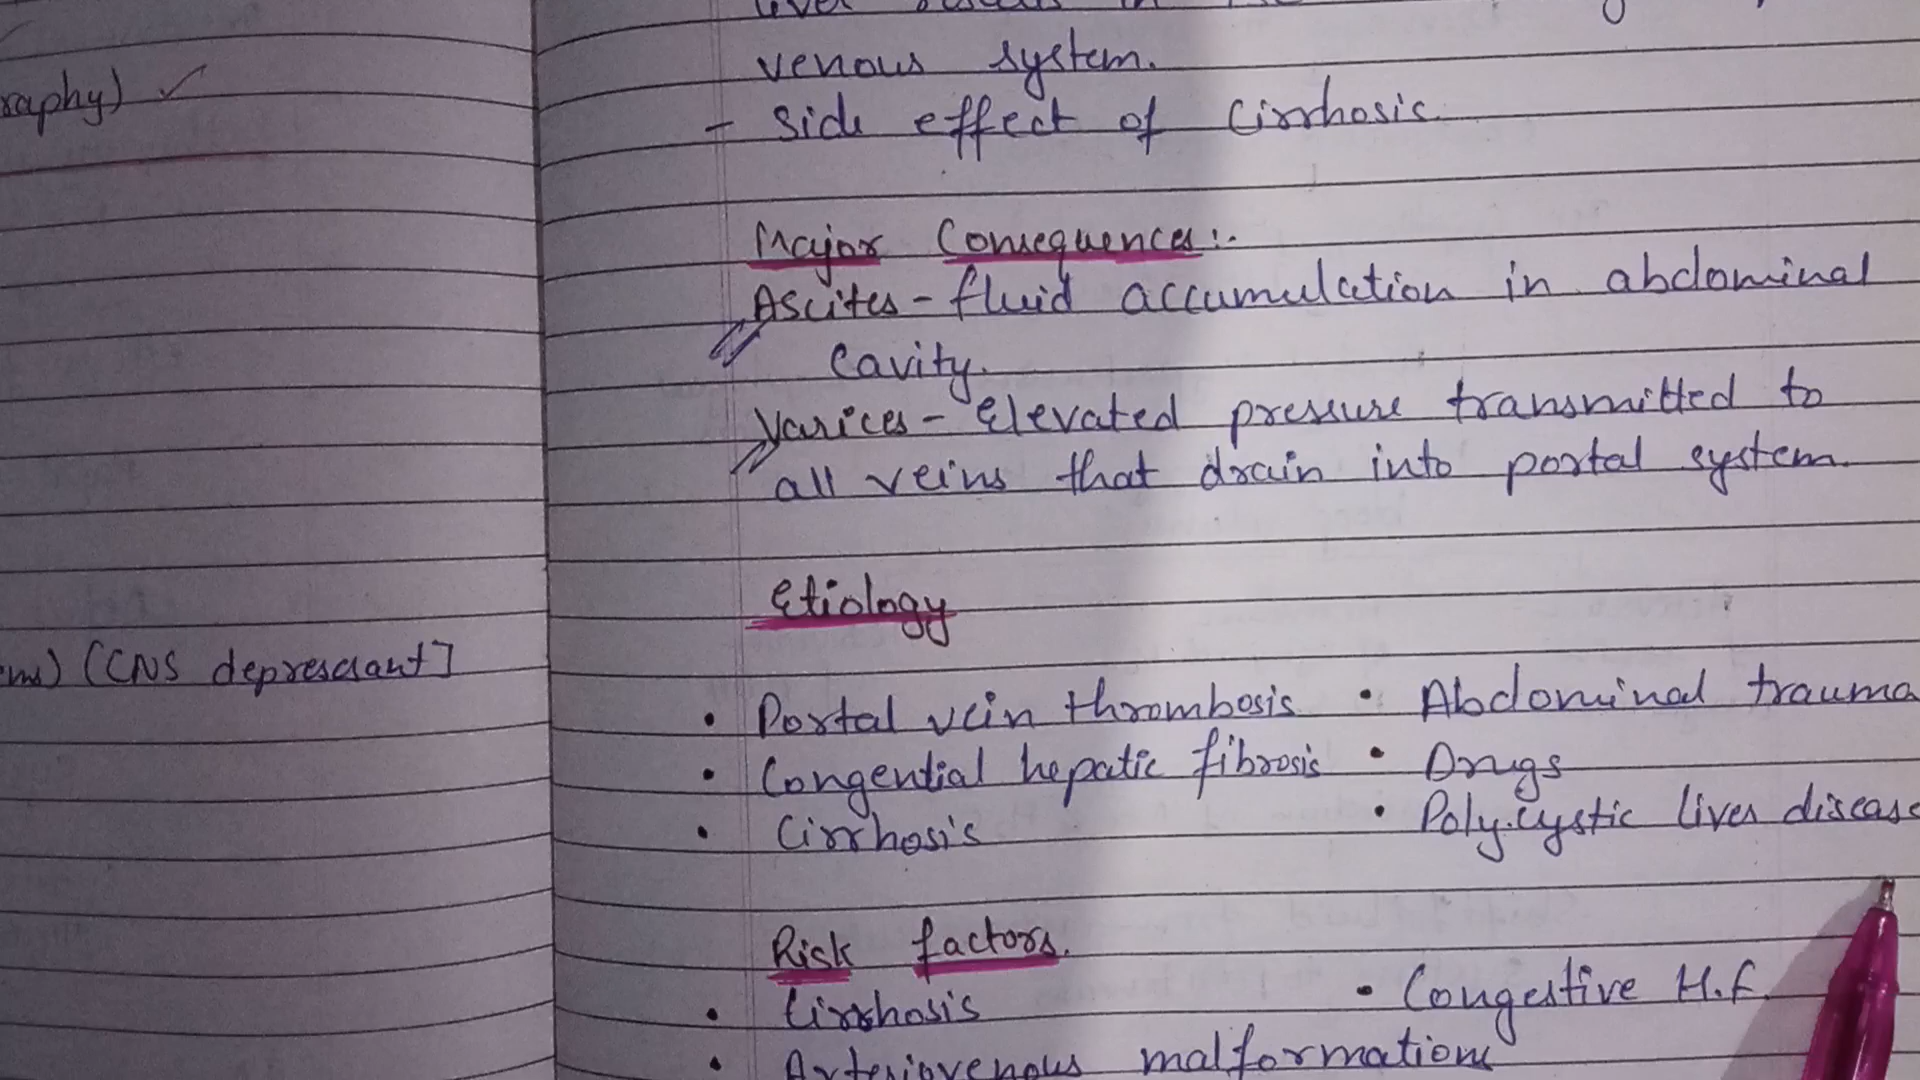 raphy) ✓
(CNS depressant]
venous system.
- Side effect of Cirrhosis.
Major Consequences:-
Ascites - fluid accumulation in abdominal
cavity.
Varices - Elevated pressure transmitted to
all veins that drain into portal system.
Etiology
• Portal vein thrombosis • Abdominal trauma
• Congential hepatic fibrosis • Drugs
• Cirrhosis • Polycystic liver disease
Risk factors.
• Cirrhosis • Congestive H.F.
• Arteriovenous malformations